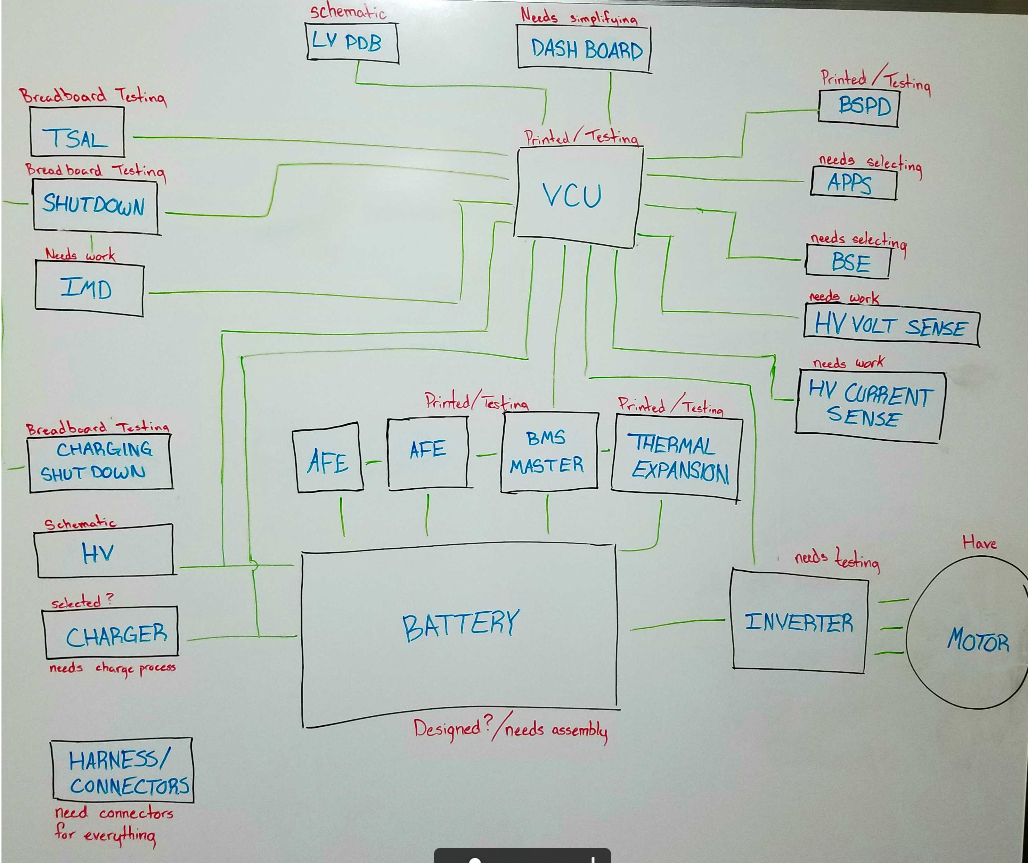 schematic
LV PDB
Needs simplifying
DASH BOARD
Printed/Testing
BSPD
Breadboard Testing
TSAL
Printed/Testing
VCU
needs selecting
APPS
Breadboard Testing
SHUTDOWN
needs selecting
BSE
Needs work
IMD
needs work
HV VOLT SENSE
needs work
HV CURRENT
SENSE
Breadboard Testing
CHARGING
SHUT DOWN
AFE
Printed/Testing
AFE
BMS
MASTER
Printed/Testing
THERMAL
EXPANSION
Schematic
HV
selected?
CHARGER
needs charge process
BATTERY
Designed?/needs assembly
needs testing
INVERTER
Have
MOTOR
HARNESS/
CONNECTORS
need connectors
for everything